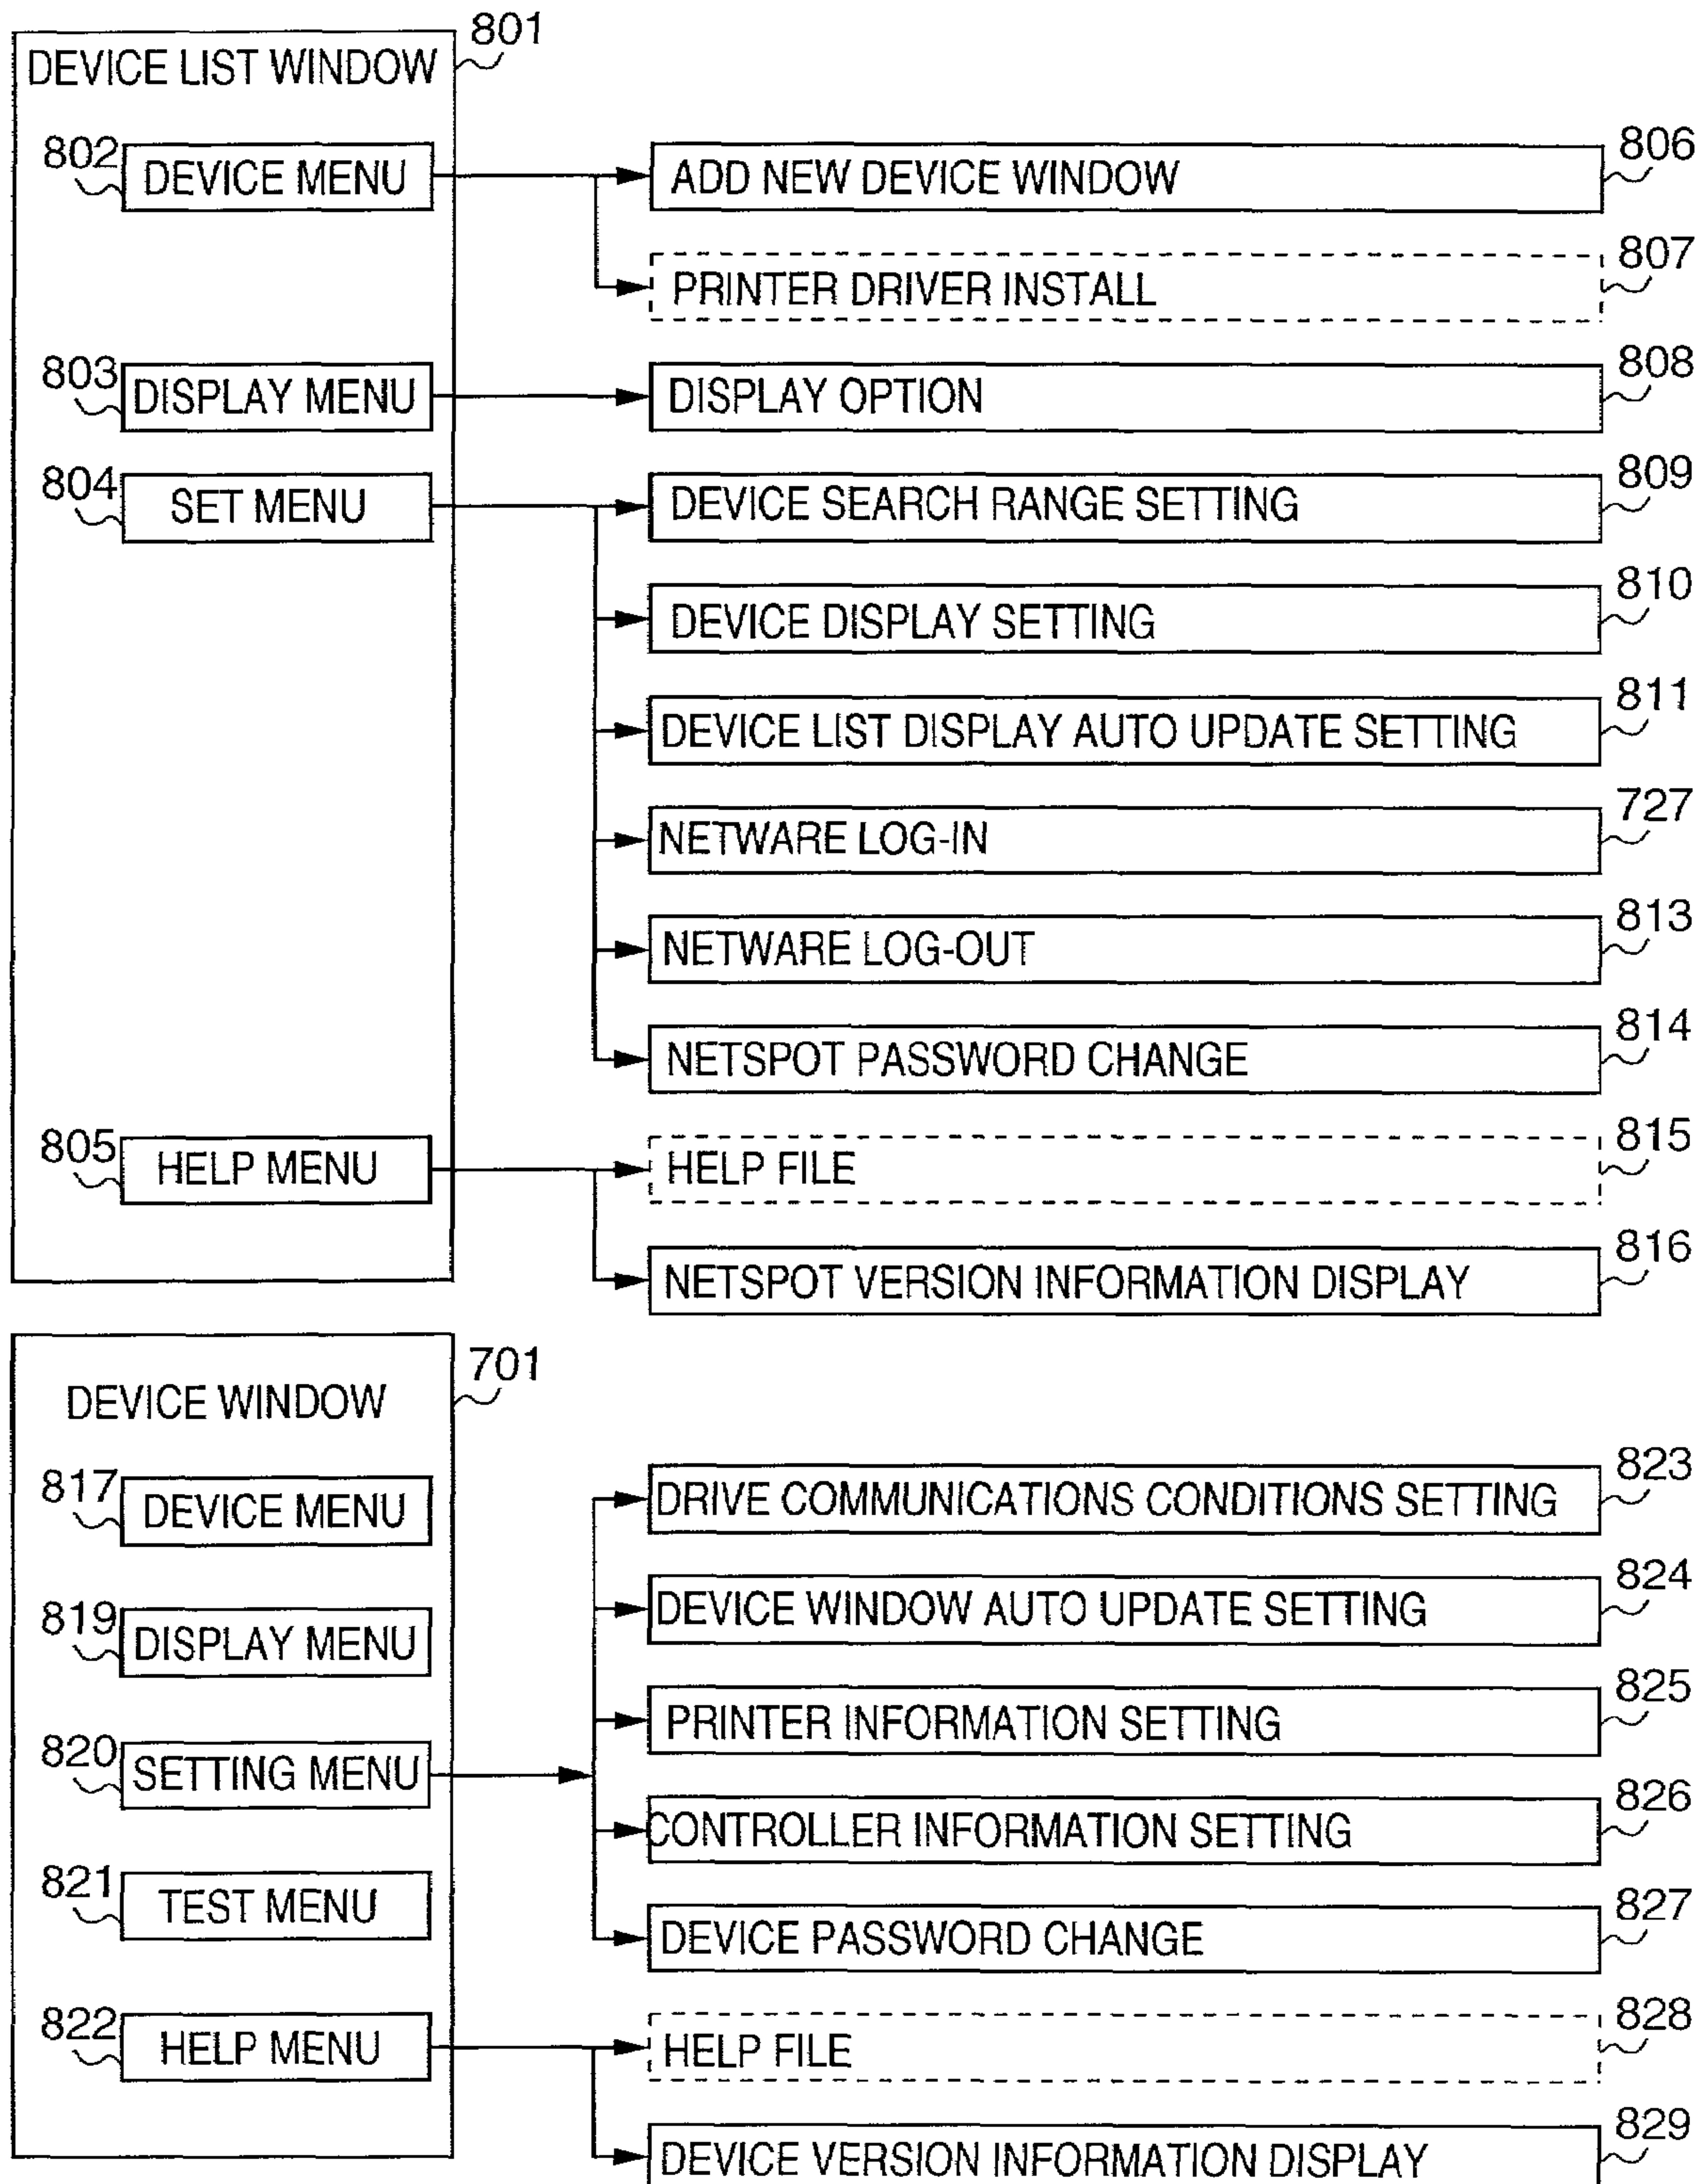 801
DEVICE LIST WINDOW
802 DEVICE MENU
ADD NEW DEVICE WINDOW 806
PRINTER DRIVER INSTALL 807
803 DISPLAY MENU
DISPLAY OPTION 808
804 SET MENU
DEVICE SEARCH RANGE SETTING 809
DEVICE DISPLAY SETTING 810
DEVICE LIST DISPLAY AUTO UPDATE SETTING 811
NETWARE LOG-IN 727
NETWARE LOG-OUT 813
NETSPOT PASSWORD CHANGE 814
805 HELP MENU
HELP FILE 815
NETSPOT VERSION INFORMATION DISPLAY 816
701
DEVICE WINDOW
817 DEVICE MENU
819 DISPLAY MENU
820 SETTING MENU
821 TEST MENU
822 HELP MENU
DRIVE COMMUNICATIONS CONDITIONS SETTING 823
DEVICE WINDOW AUTO UPDATE SETTING 824
PRINTER INFORMATION SETTING 825
CONTROLLER INFORMATION SETTING 826
DEVICE PASSWORD CHANGE 827
HELP FILE 828
DEVICE VERSION INFORMATION DISPLAY 829